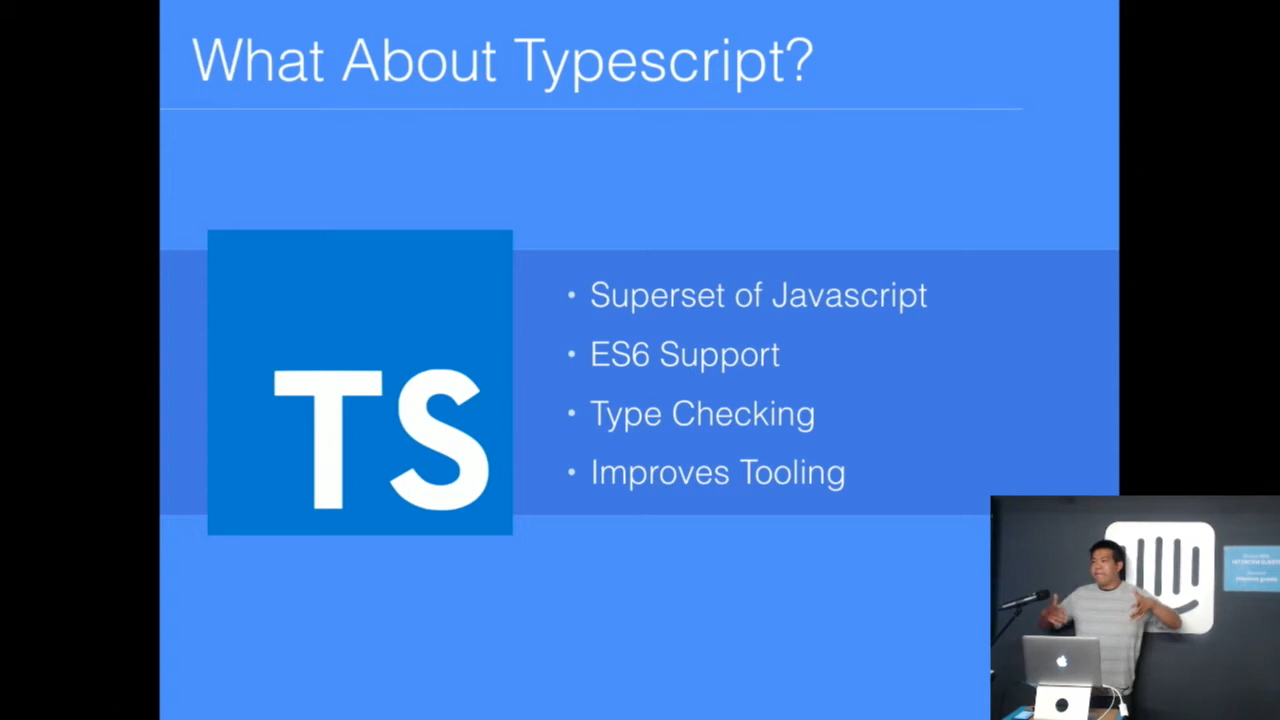 What About Typescript?
TS
• Superset of Javascript
• ES6 Support
• Type Checking
• Improves Tooling